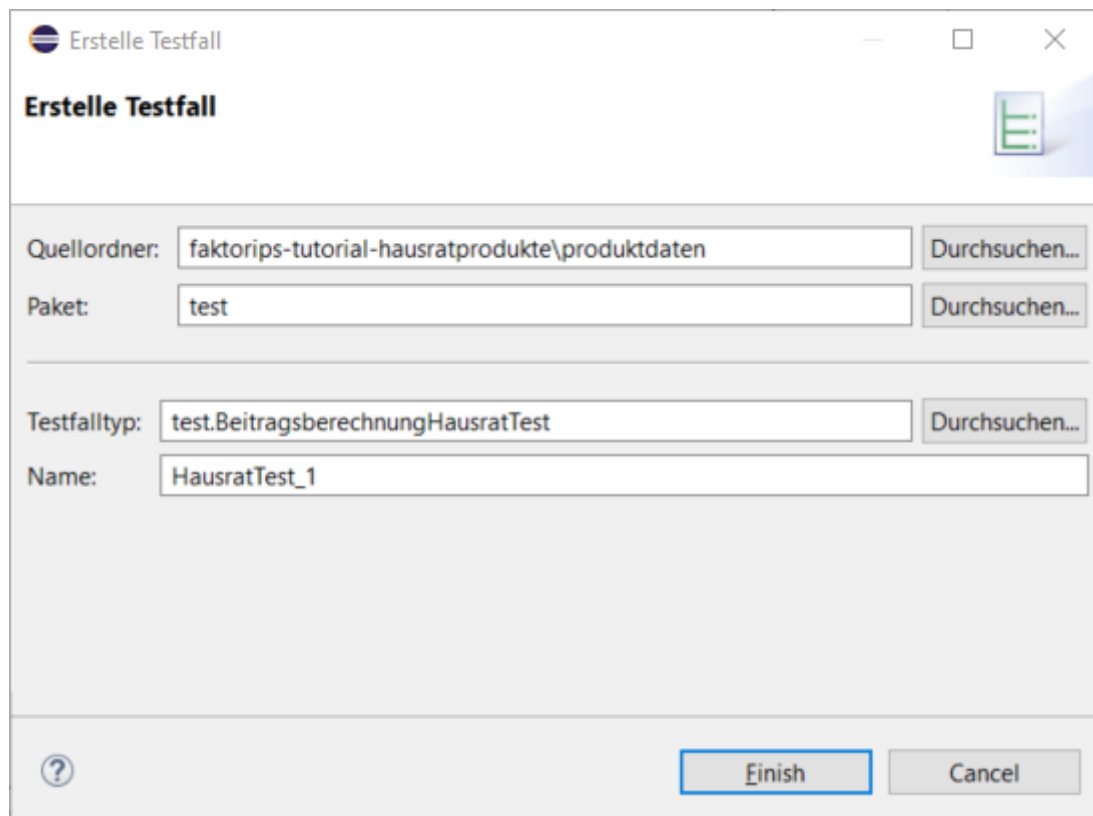 Erstelle Testfall
Erstelle Testfall
Quellordner: faktorips-tutorial-hausratprodukte\produktdaten Durchsuchen...
Paket: test Durchsuchen...
Testfalltyp: test.BeitragsberechnungHausratTest Durchsuchen...
Name: HausratTest_1
? Finish Cancel